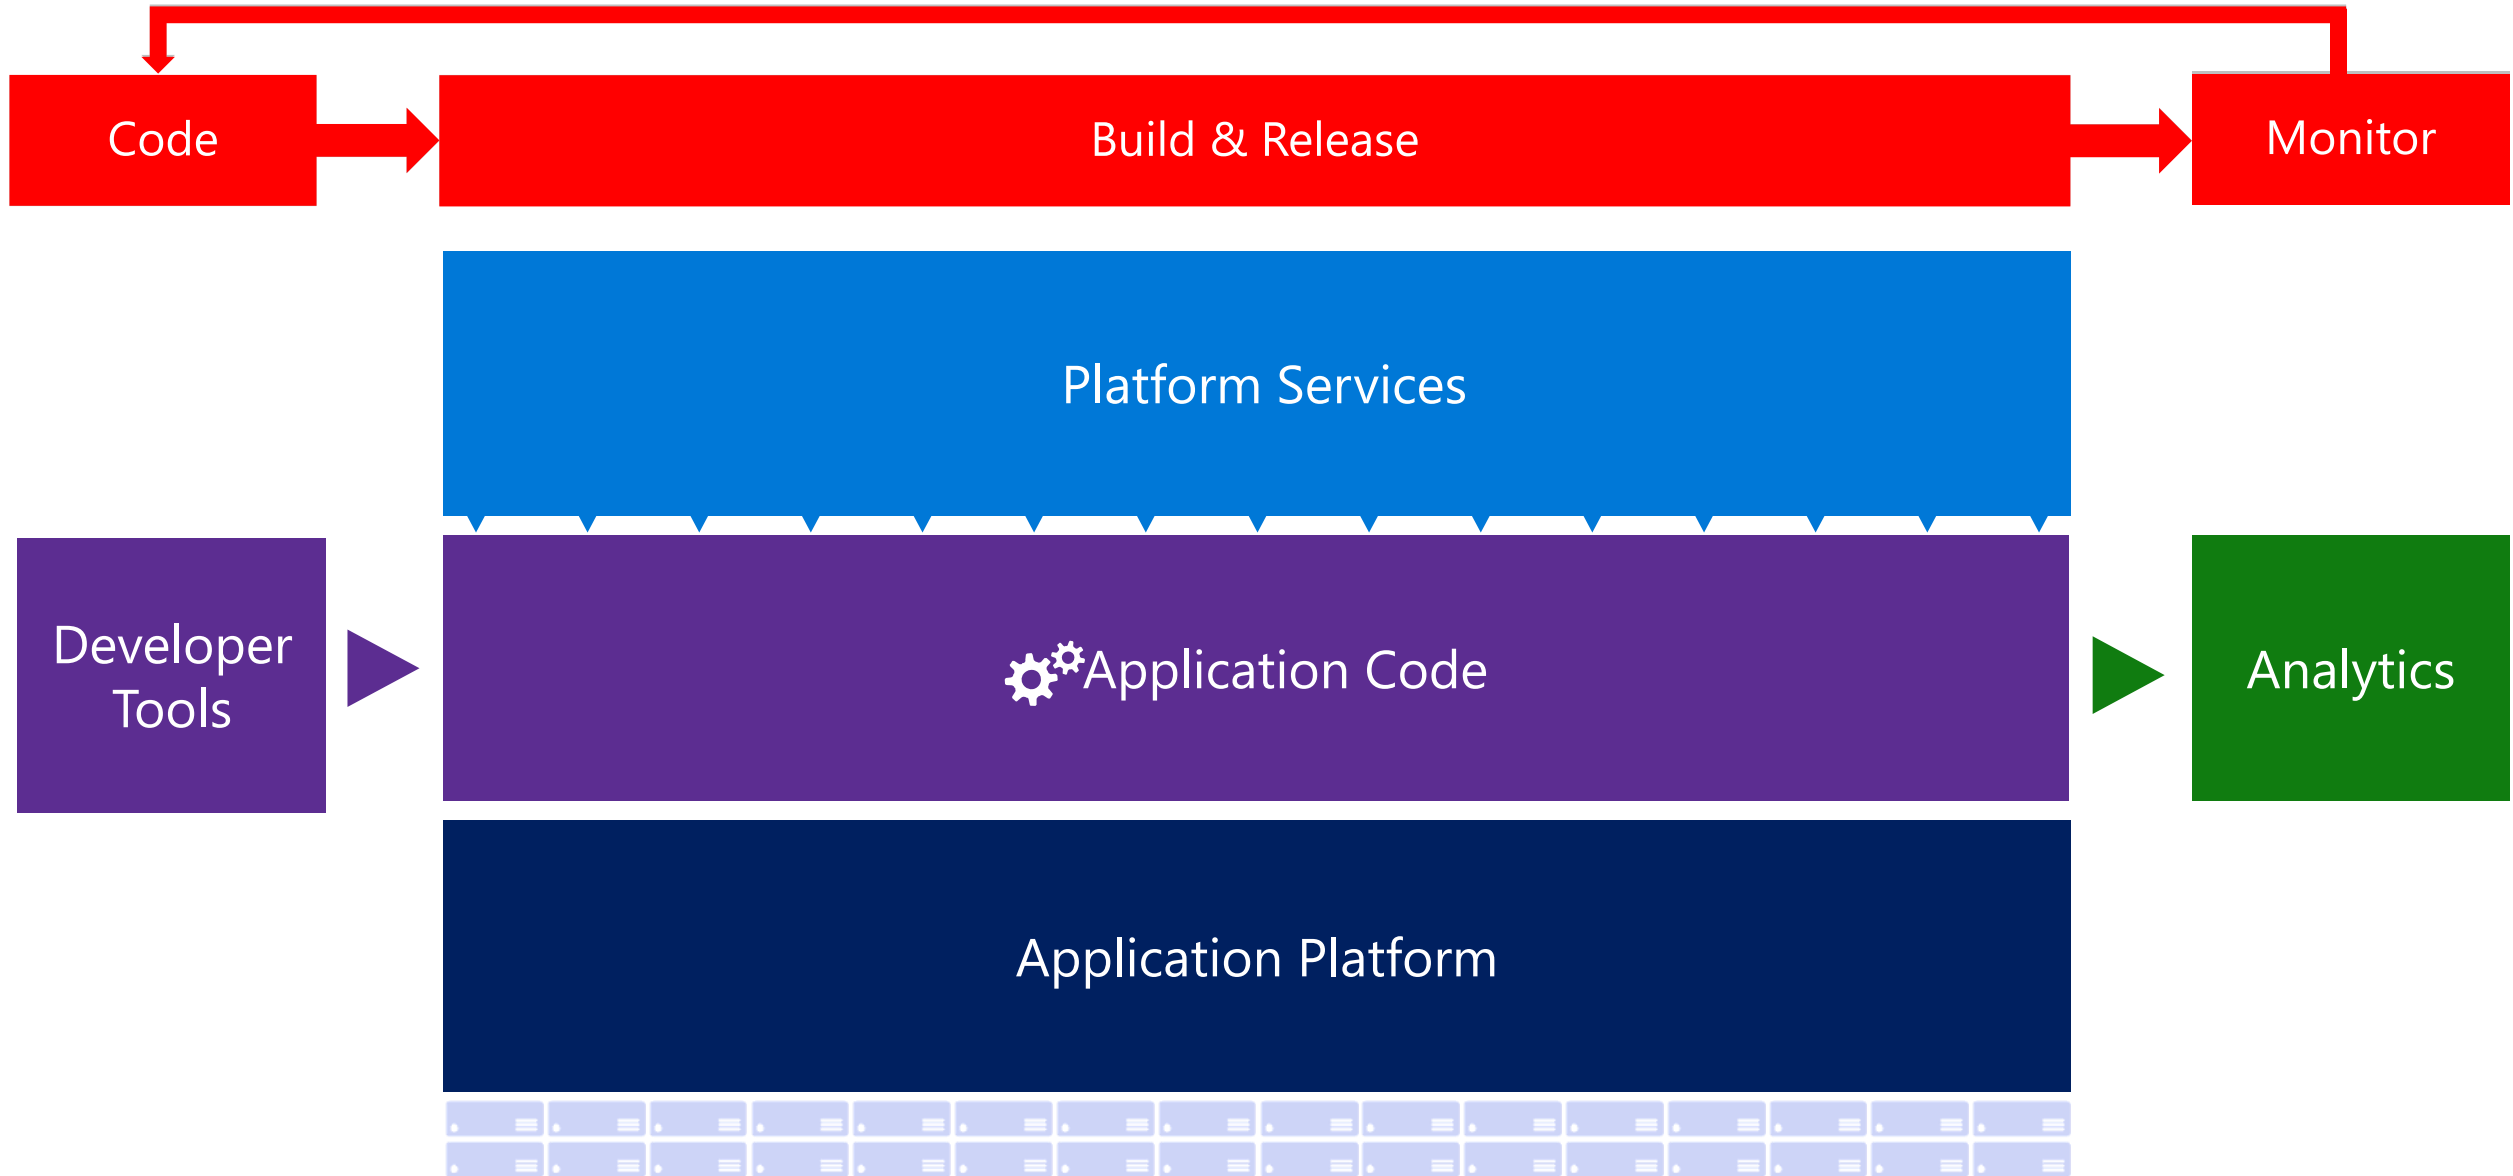 Code
Build & Release
Monitor
Platform Services
Developer
Tools
Application Code
Analytics
Application Platform